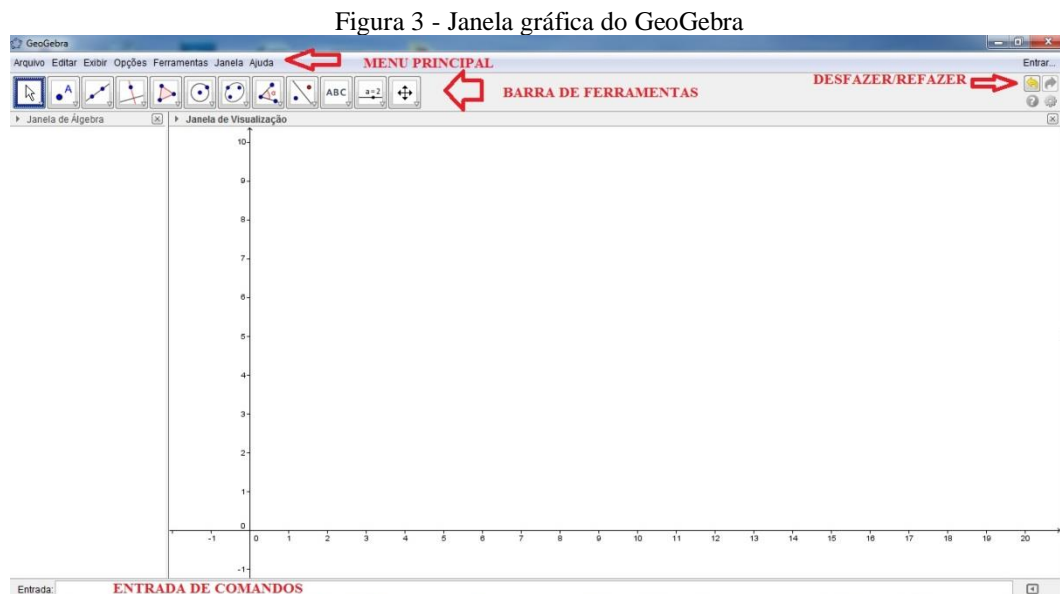 Figura 3 - Janela gráfica do GeoGebra
GeoGebra
Arquivo Editar Exibir Opções Ferramentas Janela Ajuda MENU PRINCIPAL Entrar...
DESFAZER/REFAZER
A ABC a=2 BARRA DE FERRAMENTAS
Janela de Álgebra Janela de Visualização
10
9
8
7
6
5
4
3
2
1
0
-1 0 1 2 3 4 5 6 7 8 9 10 11 12 13 14 15 16 17 18 19 20
-1
Entrada: ENTRADA DE COMANDOS